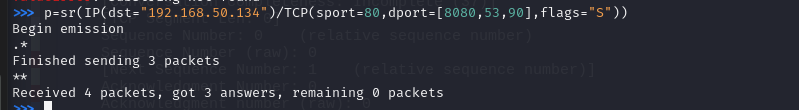 >>> p=sr(IP(dst="192.168.50.134")/TCP(sport=80,dport=[8080,53,90],flags="S"))
Begin emission
.*
Finished sending 3 packets
**
Received 4 packets, got 3 answers, remaining 0 packets
>>>